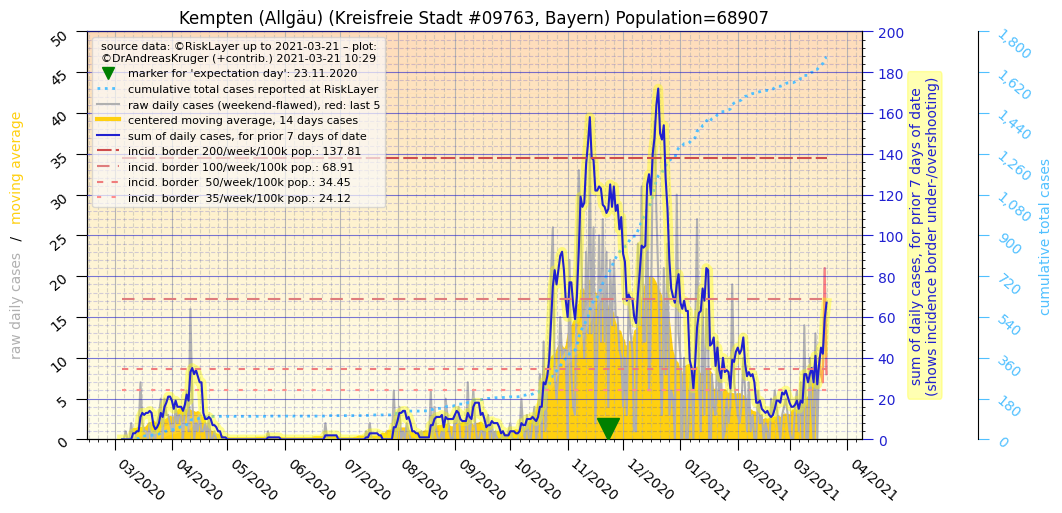 Kempten (Allgäu) (Kreisfreie Stadt #09763, Bayern) Population=68907
source data: ©RiskLayer up to 2021-03-21 – plot:
©DrAndreasKruger (+contrib.) 2021-03-21 10:29
marker for 'expectation day': 23.11.2020
cumulative total cases reported at RiskLayer
raw daily cases (weekend-flawed), red: last 5
centered moving average, 14 days cases
sum of daily cases, for prior 7 days of date
incid. border 200/week/100k pop.: 137.81
incid. border 100/week/100k pop.: 68.91
incid. border  50/week/100k pop.: 34.45
incid. border  35/week/100k pop.: 24.12
raw daily cases  /  moving average
50
45
40
35
30
25
20
15
10
5
0
200
180
160
140
120
100
80
60
40
20
0
sum of daily cases, for prior 7 days of date
(shows incidence border under-/overshooting)
1,800
1,620
1,440
1,260
1,080
900
720
540
360
180
0
cumulative total cases
03/2020
04/2020
05/2020
06/2020
07/2020
08/2020
09/2020
10/2020
11/2020
12/2020
01/2021
02/2021
03/2021
04/2021